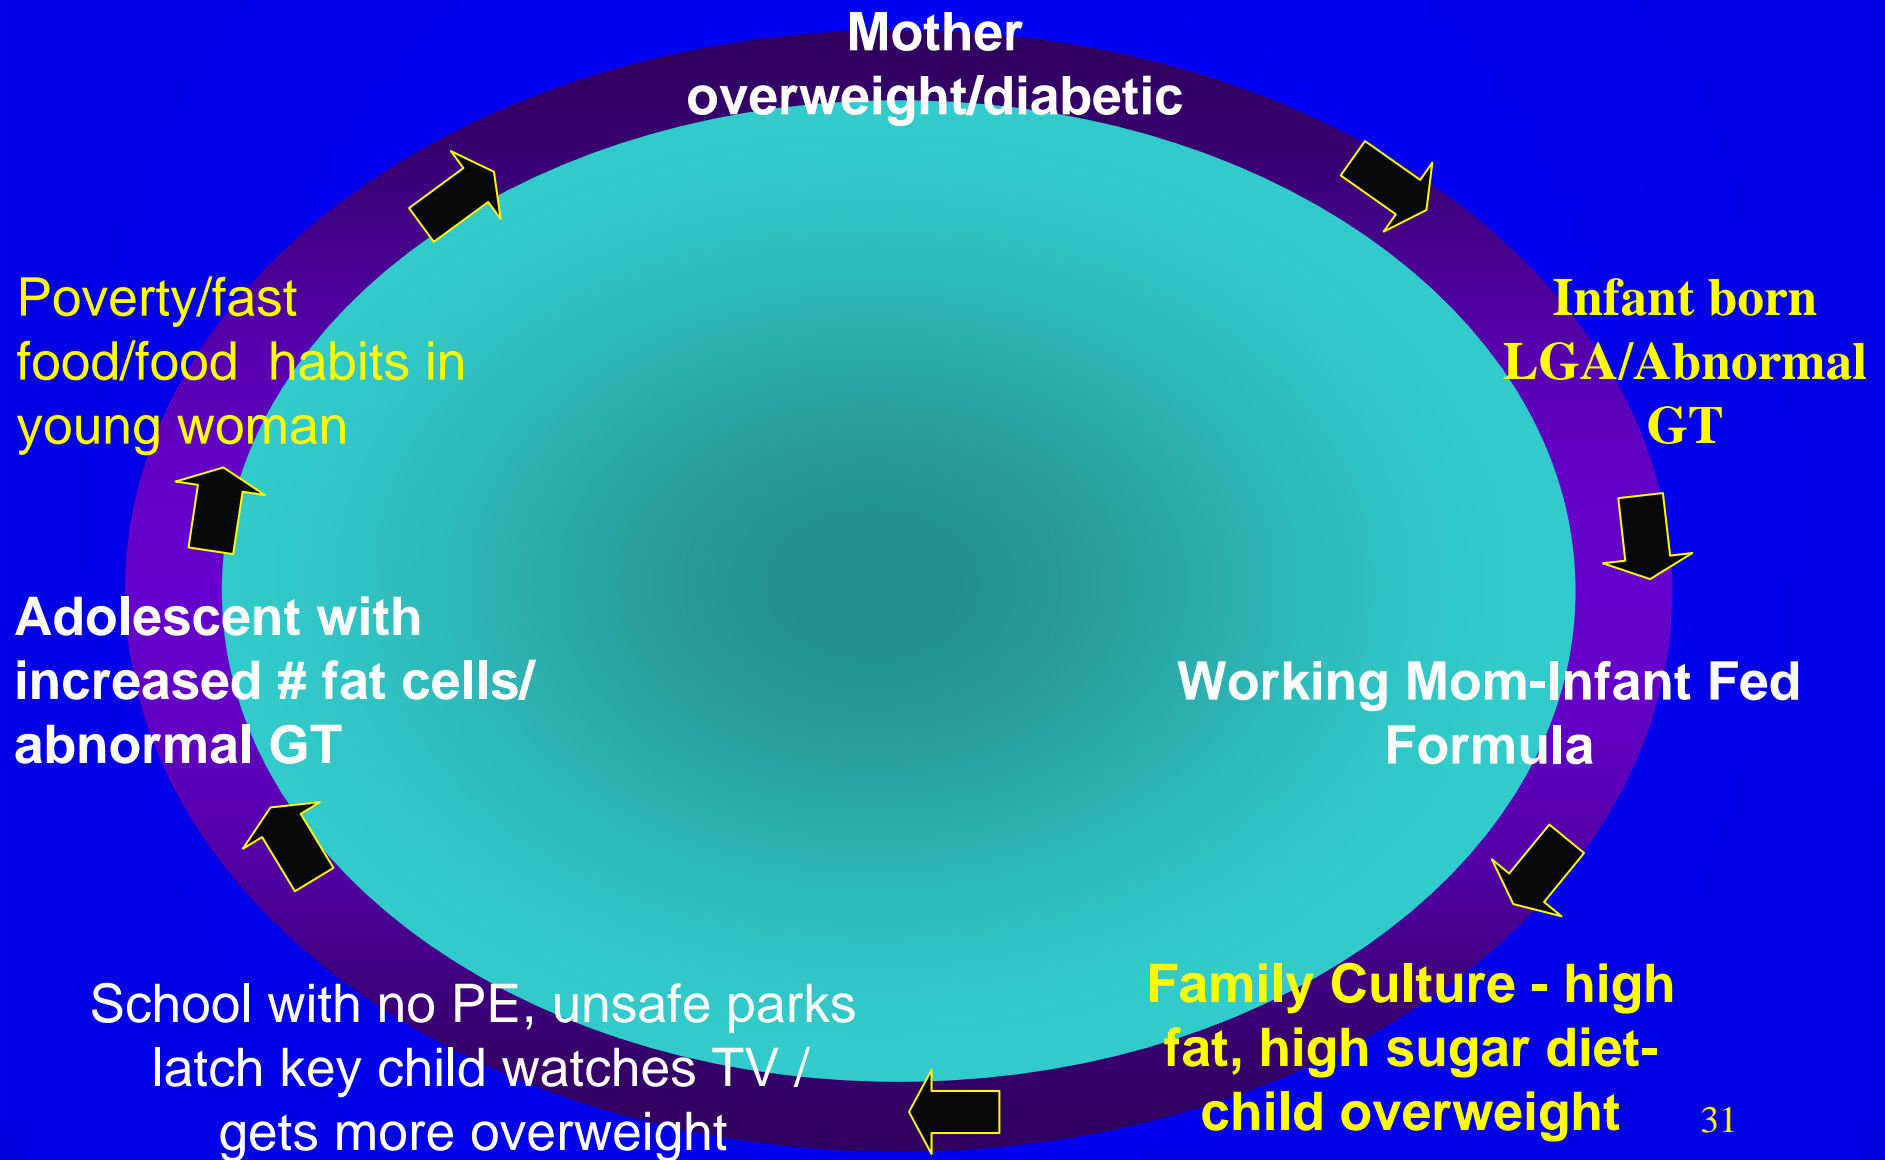 Mother
overweight/diabetic
Infant born
LGA/Abnormal
GT
Working Mom-Infant Fed
Formula
Family Culture - high
fat, high sugar diet-
child overweight
School with no PE, unsafe parks
latch key child watches TV /
gets more overweight
Adolescent with
increased # fat cells/
abnormal GT
Poverty/fast
food/food habits in
young woman
31